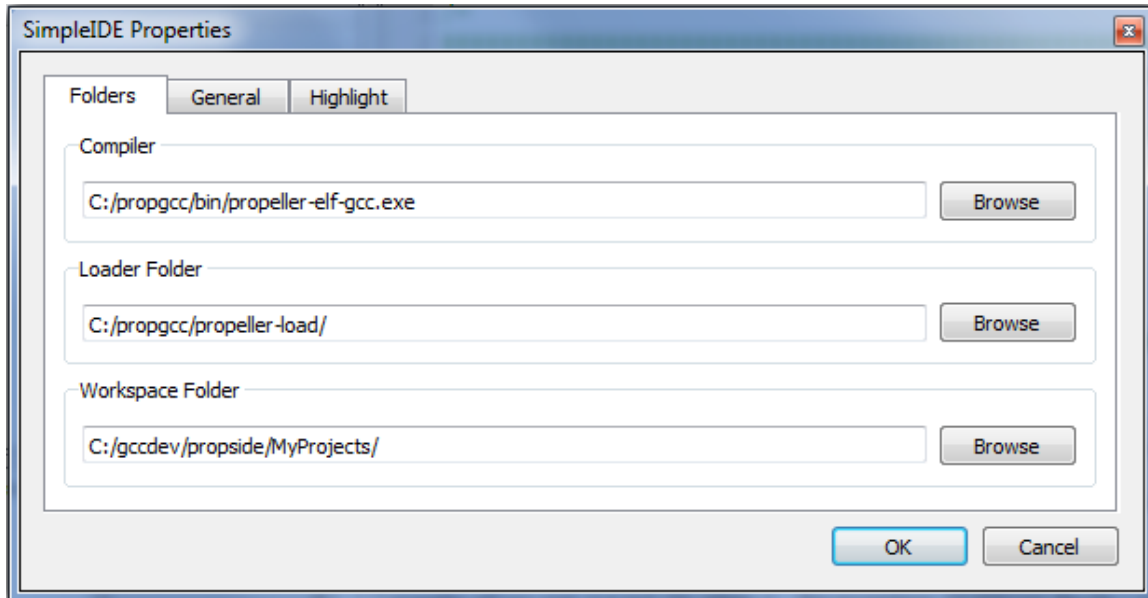 SimpleIDE Properties
Folders General Highlight
Compiler
C:/propgcc/bin/propeller-elf-gcc.exe Browse
Loader Folder
C:/propgcc/propeller-load/ Browse
Workspace Folder
C:/gccdev/propside/MyProjects/ Browse
OK Cancel